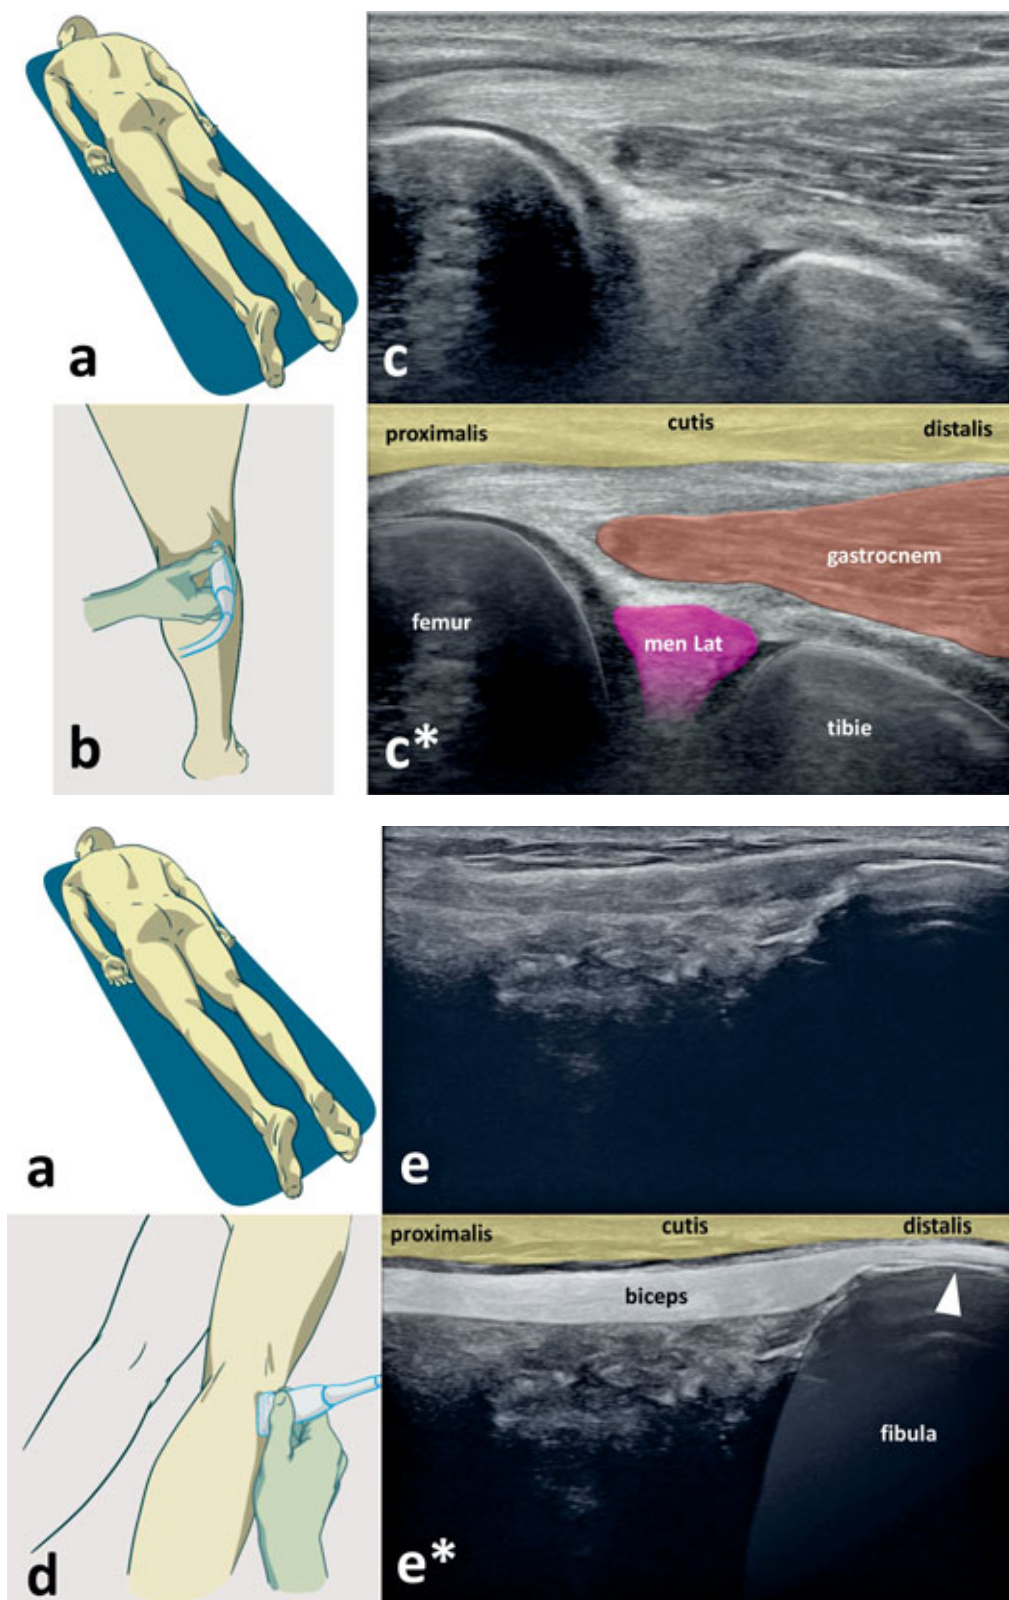 a
c
proximalis
cutis
distalis
gastrocnem
femur
men Lat
tibie
b
c*
a
e
proximalis
cutis
distalis
biceps
fibula
d
e*